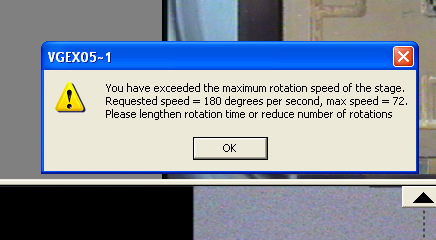 VGEX05~1
You have exceeded the maximum rotation speed of the stage.
Requested speed = 180 degrees per second, max speed = 72.
Please lengthen rotation time or reduce number of rotations
OK